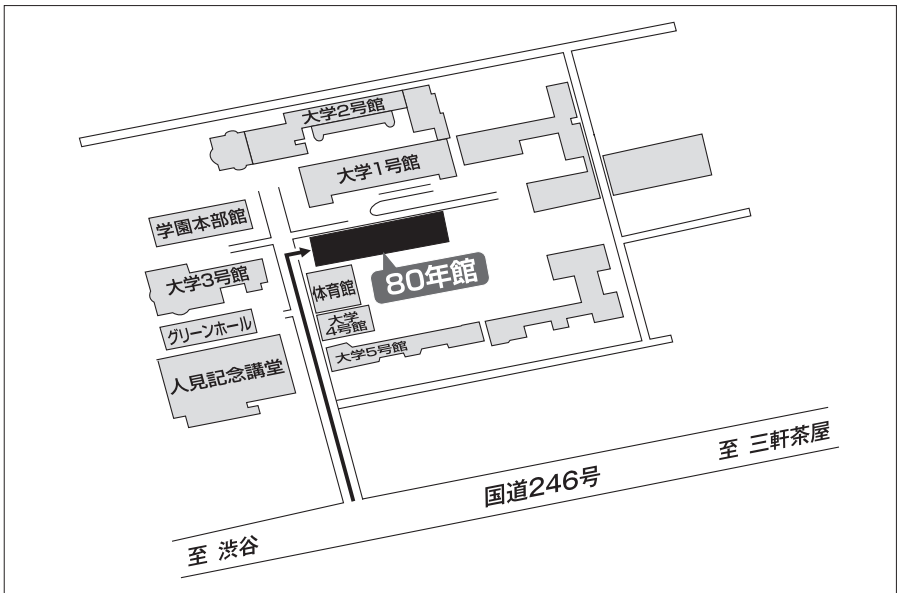 大学2号館
大学1号館
学園本部館
80年館
大学3号館
体育館
大学
4号館
グリーンホール
大学5号館
人見記念講堂
至 三軒茶屋
国道246号
至 渋谷